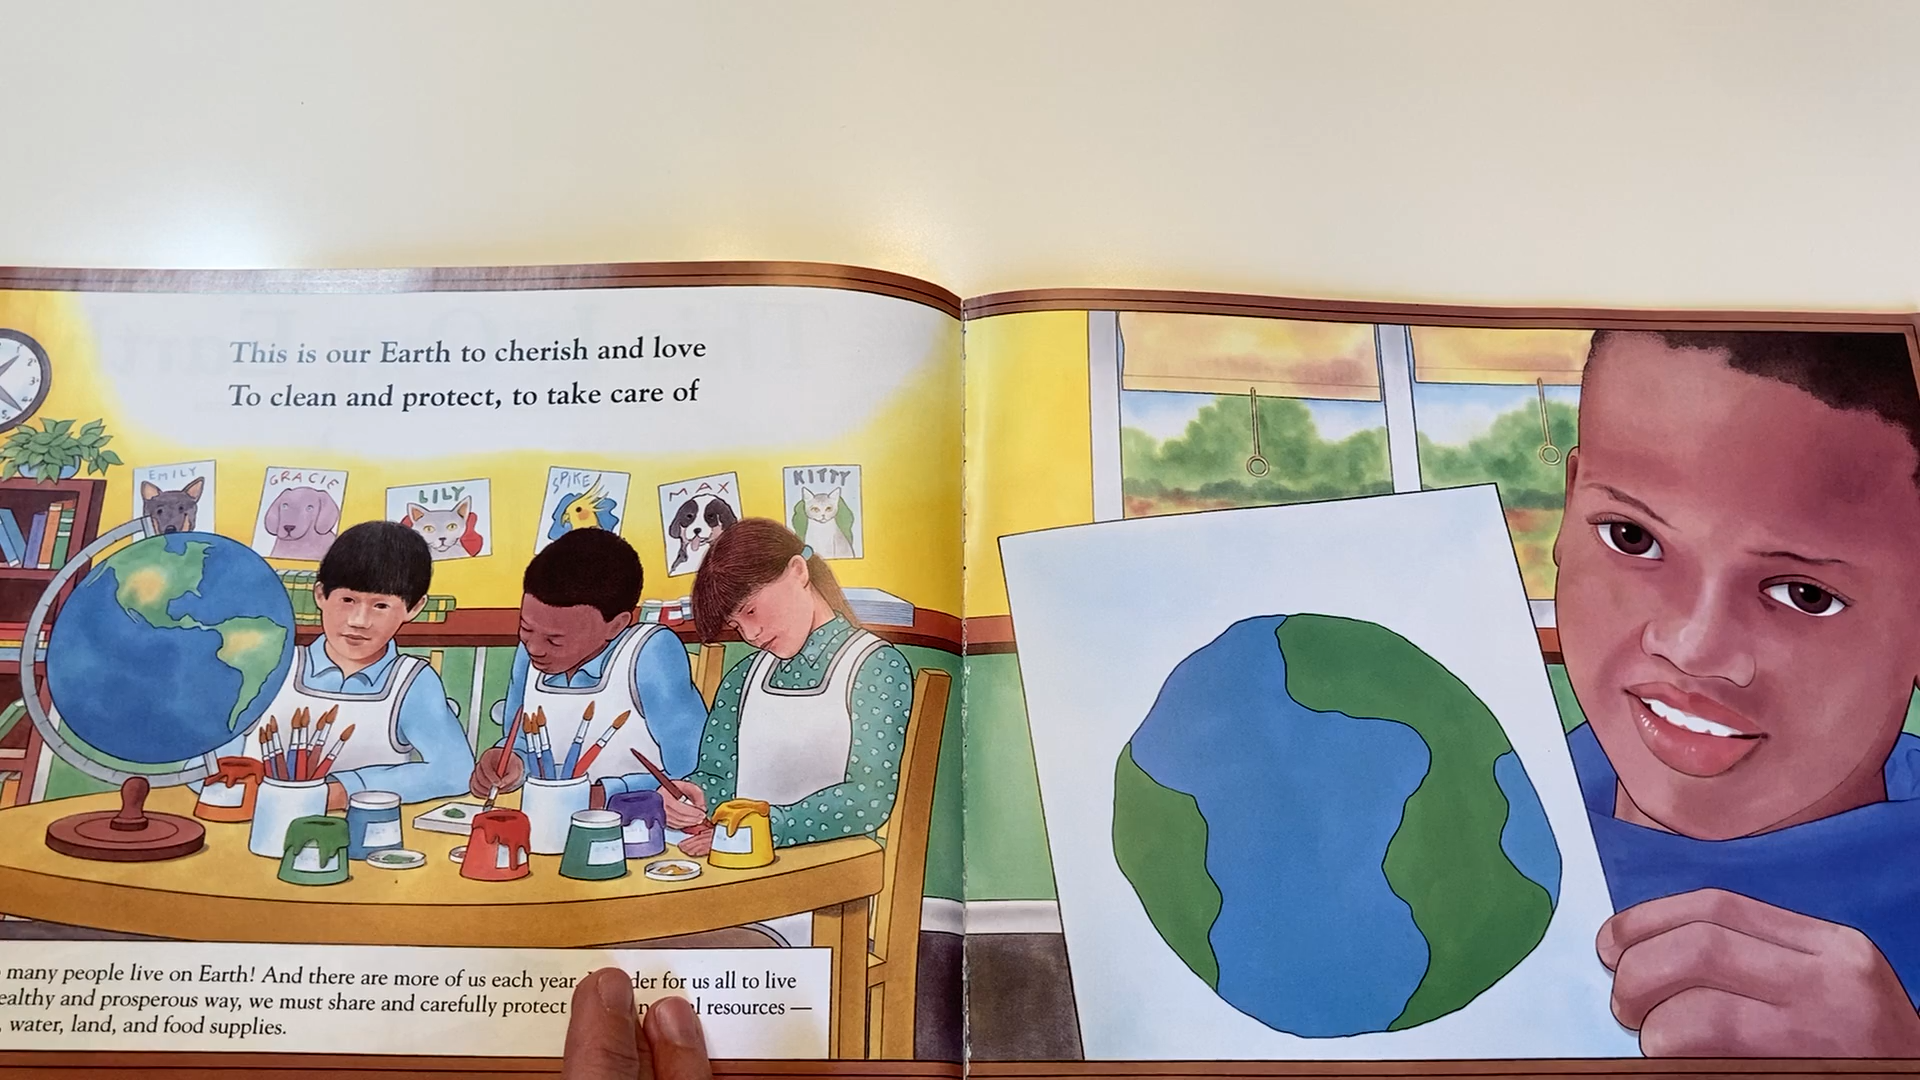 This is our Earth to cherish and love
To clean and protect, to take care of
EMILY
GRACIE
LILY
SPIKE
MAX
KITTY
many people live on Earth! And there are more of us each year. for us all to live
and prosperous way, we must share and carefully protect resources —
water, land, and food supplies.